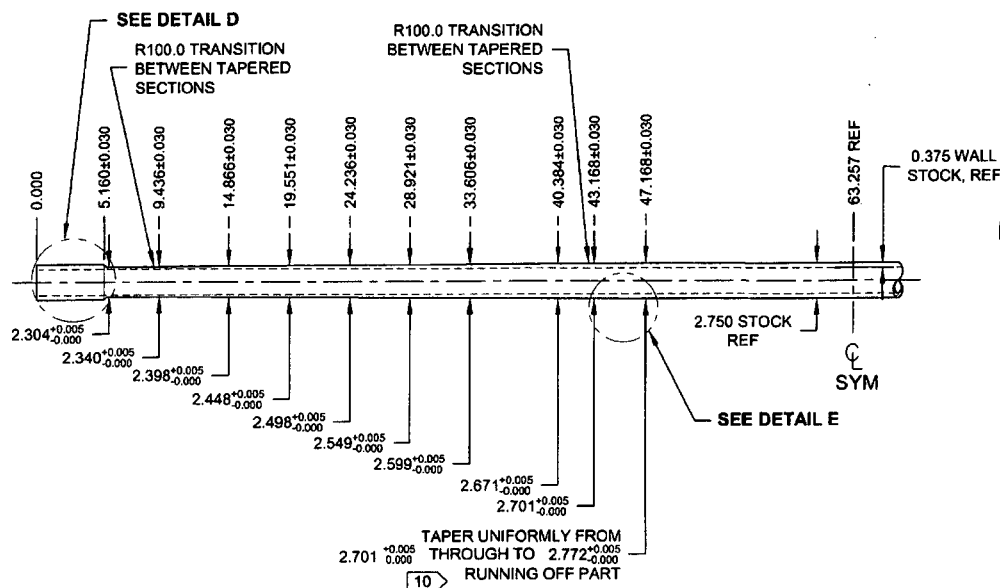 SEE DETAIL D
R100.0 TRANSITION
BETWEEN TAPERED
SECTIONS
R100.0 TRANSITION
BETWEEN TAPERED
SECTIONS
0.000
5.160±0.030
9.436±0.030
14.866±0.030
19.551±0.030
24.236±0.030
28.921±0.030
33.606±0.030
40.384±0.030
43.168±0.030
47.168±0.030
63.257 REF
0.375 WALL
STOCK, REF
2.304 +0.005 -0.000
2.340 +0.005 -0.000
2.398 +0.005 -0.000
2.448 +0.005 -0.000
2.498 +0.005 -0.000
2.549 +0.005 -0.000
2.599 +0.005 -0.000
2.671 +0.005 -0.000
2.701 +0.005 -0.000
2.750 STOCK
REF
℄
SYM
SEE DETAIL E
TAPER UNIFORMLY FROM
2.701 +0.005 0.000 THROUGH TO 2.772 +0.005 -0.000
10 RUNNING OFF PART